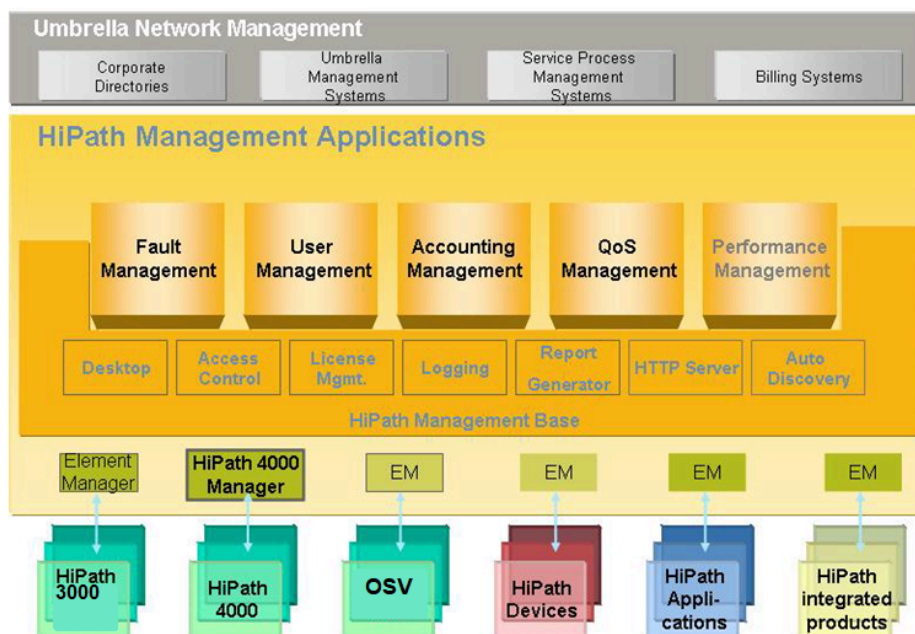 Umbrella Network Management
Corporate
Directories
Umbrella
Management
Systems
Service Process
Management
Systems
Billing Systems
HiPath Management Applications
Fault
Management
User
Management
Accounting
Management
QoS
Management
Performance
Management
Desktop
Access
Control
License
Mgmt.
Logging
Report
Generator
HTTP Server
Auto
Discovery
HiPath Management Base
Element
Manager
HiPath 4000
Manager
EM
EM
EM
EM
HiPath
3000
HiPath
4000
OSV
HiPath
Devices
HiPath
Appli-
cations
HiPath
integrated
products